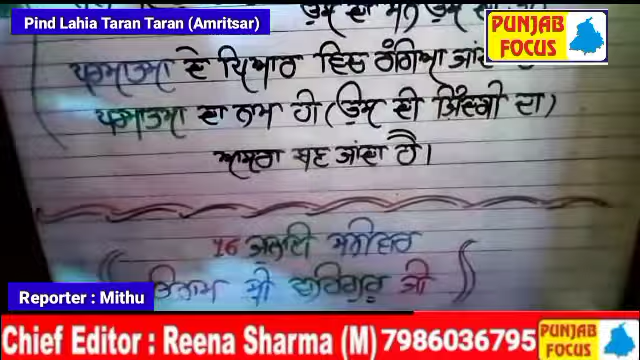 Pind Lahia Taran Taran (Amritsar)
PUNJAB
FOCUS
ਪਰਮਾਤਮਾ ਦੇ ਪਿਆਰ ਵਿਚ ਰੰਗਿਆ ਜਾਂਦਾ
ਪਰਮਾਤਮਾ ਦਾ ਨਾਮ ਹੀ (ਉਸ ਦੀ ਜ਼ਿੰਦਗੀ ਦਾ)
ਆਸਰਾ ਬਣ ਜਾਂਦਾ ਹੈ।
16 ਜੁਲਾਈ ਸ਼ਨੀਵਾਰ
ਸ਼੍ਰੀ ਵਾਹਿਗੁਰੂ ਜੀ
Reporter : Mithu
Chief Editor : Reena Sharma (M) 7986036795
PUNJAB
FOCUS